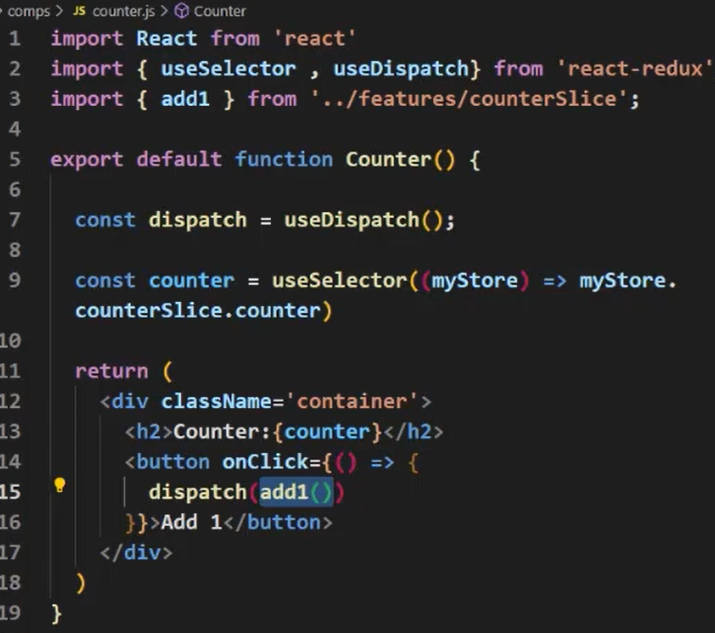 comps > JS counter.js > Counter
1 import React from 'react'
2 import { useSelector , useDispatch} from 'react-redux'
3 import { add1 } from '../features/counterSlice';
4
5 export default function Counter() {
6
7 const dispatch = useDispatch();
8
9 const counter = useSelector((myStore) => myStore.
counterSlice.counter)
10
11 return (
12 <div className='container'>
13 <h2>Counter:{counter}</h2>
14 <button onClick={() => {
15 dispatch(add1())
16 }}>Add 1</button>
17 </div>
18 )
19 }